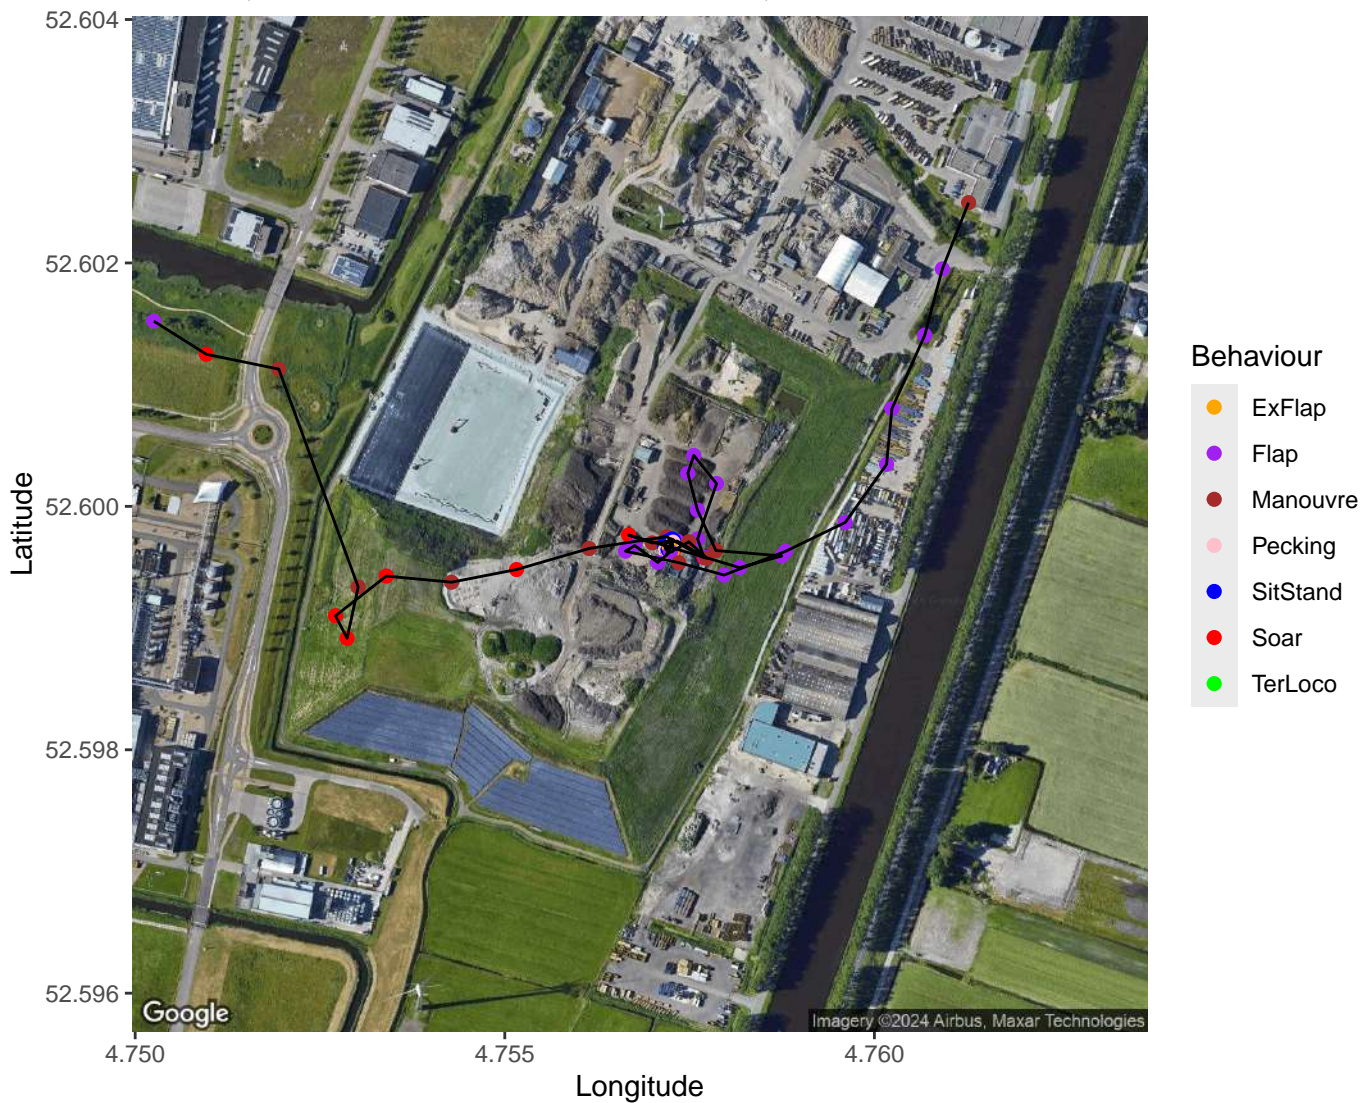 52.604
52.602
52.600
52.598
52.596
Latitude
4.750
4.755
4.760
Longitude
Google
Imagery ©2024 Airbus, Maxar Technologies
Behaviour
ExFlap
Flap
Manouvre
Pecking
SitStand
Soar
TerLoco